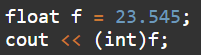 float f = 23.545;
cout << (int)f;